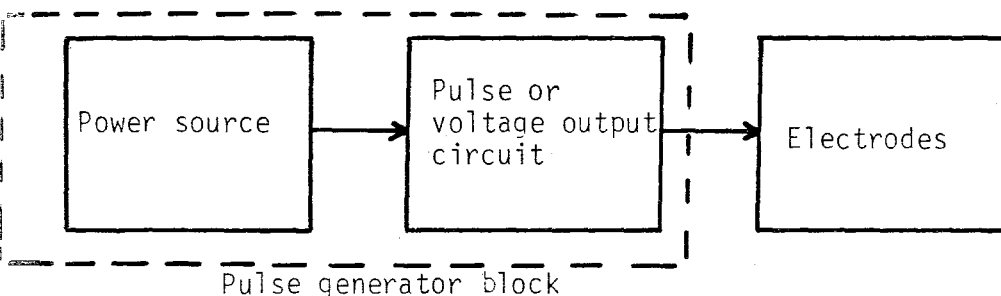 Power source
Pulse or
voltage output
circuit
Electrodes
Pulse generator block